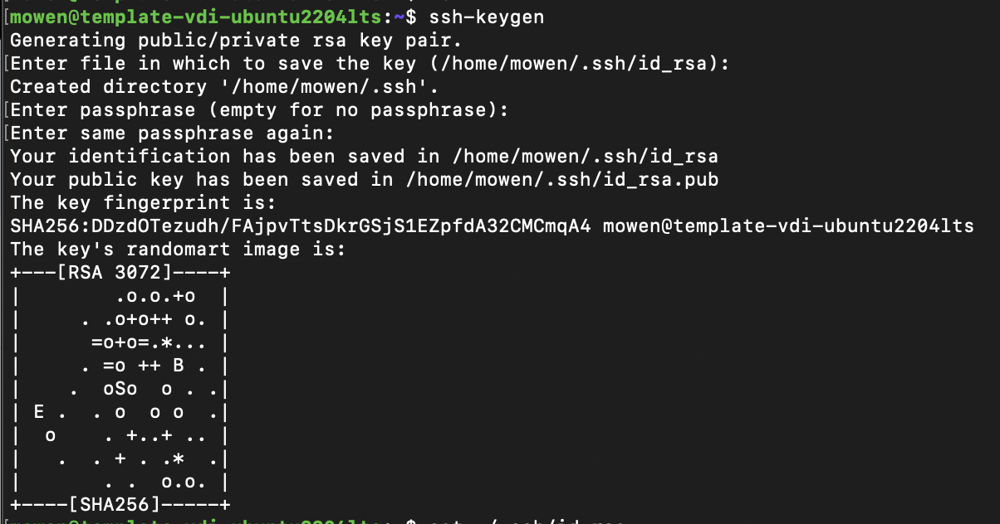 mowen@template-vdi-ubuntu2204lts:~$ ssh-keygen
Generating public/private rsa key pair.
Enter file in which to save the key (/home/mowen/.ssh/id_rsa):
Created directory '/home/mowen/.ssh'.
Enter passphrase (empty for no passphrase):
Enter same passphrase again:
Your identification has been saved in /home/mowen/.ssh/id_rsa
Your public key has been saved in /home/mowen/.ssh/id_rsa.pub
The key fingerprint is:
SHA256:DDzdOTezudh/FAjpvTtsDkrGSjS1EZpfdA32CMCmqA4 mowen@template-vdi-ubuntu2204lts
The key's randomart image is:
+---[RSA 3072]----+
|        .o.o.+o  |
|     . .o+o++ o. |
|      =o+o=.*... |
|     . =o ++ B . |
|    .  oSo  o . .|
| E .  . o  o o  .|
|  o    . +..+ .. |
|   .  . + . .*  .|
|       . .  o.o. |
+----[SHA256]-----+